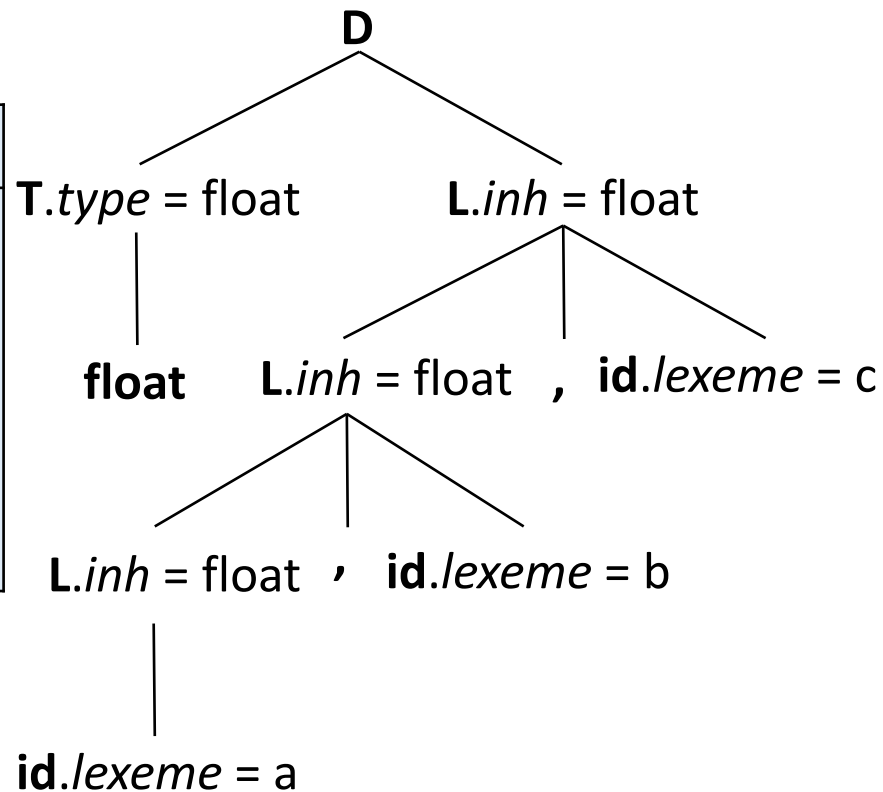 D
T.type = float L.inh = float
float L.inh = float , id.lexeme = c
L.inh = float , id.lexeme = b
id.lexeme = a